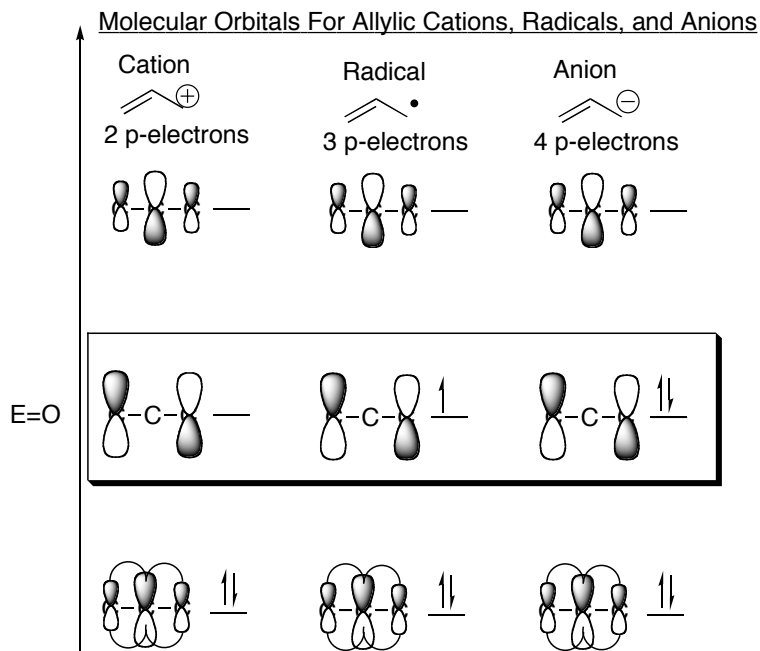 Molecular Orbitals For Allylic Cations, Radicals, and Anions
Cation Radical Anion
+ • −
2 p-electrons 3 p-electrons 4 p-electrons
E=O
C C C